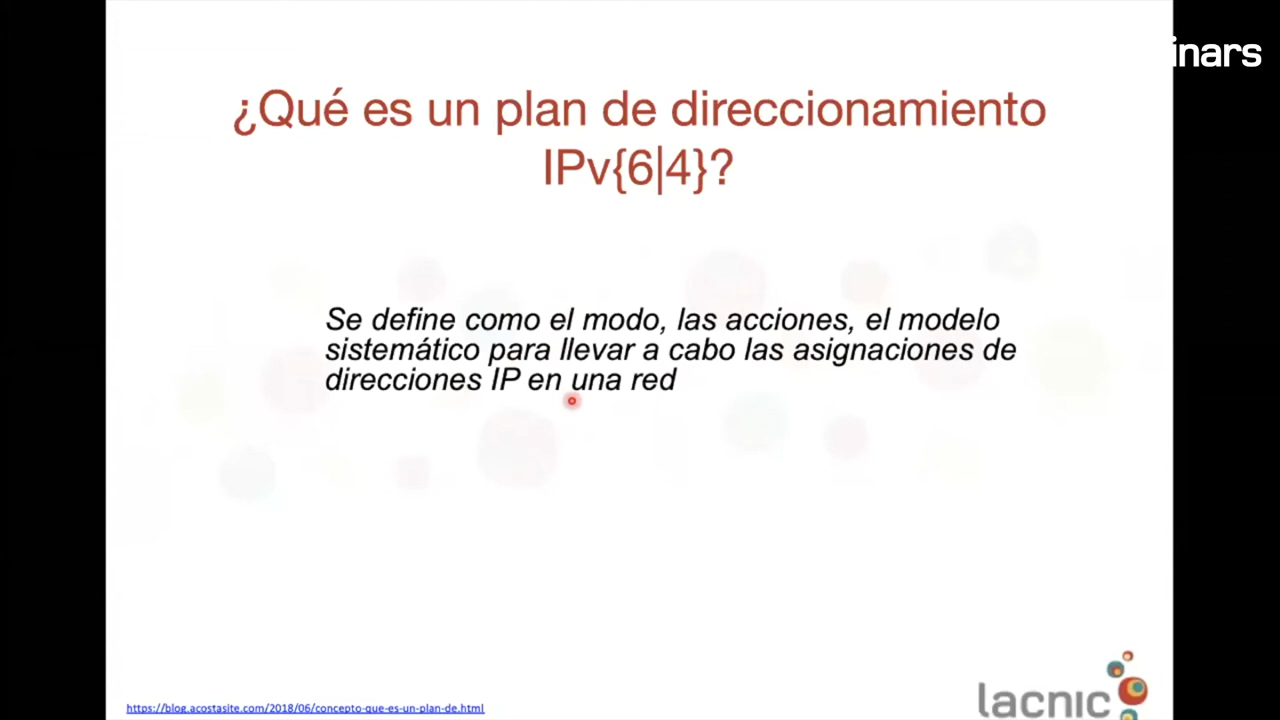 inars
¿Qué es un plan de direccionamiento
IPv{6|4}?
Se define como el modo, las acciones, el modelo
sistemático para llevar a cabo las asignaciones de
direcciones IP en una red
https://blog.acostasite.com/2018/06/concepto-que-es-un-plan-de.html
lacnic